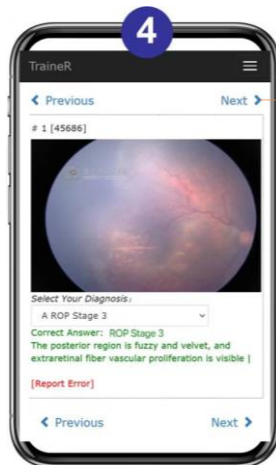 4
TraineR
Previous Next
# 1 [45686]
Select Your Diagnosis:
A ROP Stage 3
Correct Answer: ROP Stage 3
The posterior region is fuzzy and velvet, and
extraretinal fiber vascular proliferation is visible |
[Report Error]
Previous Next